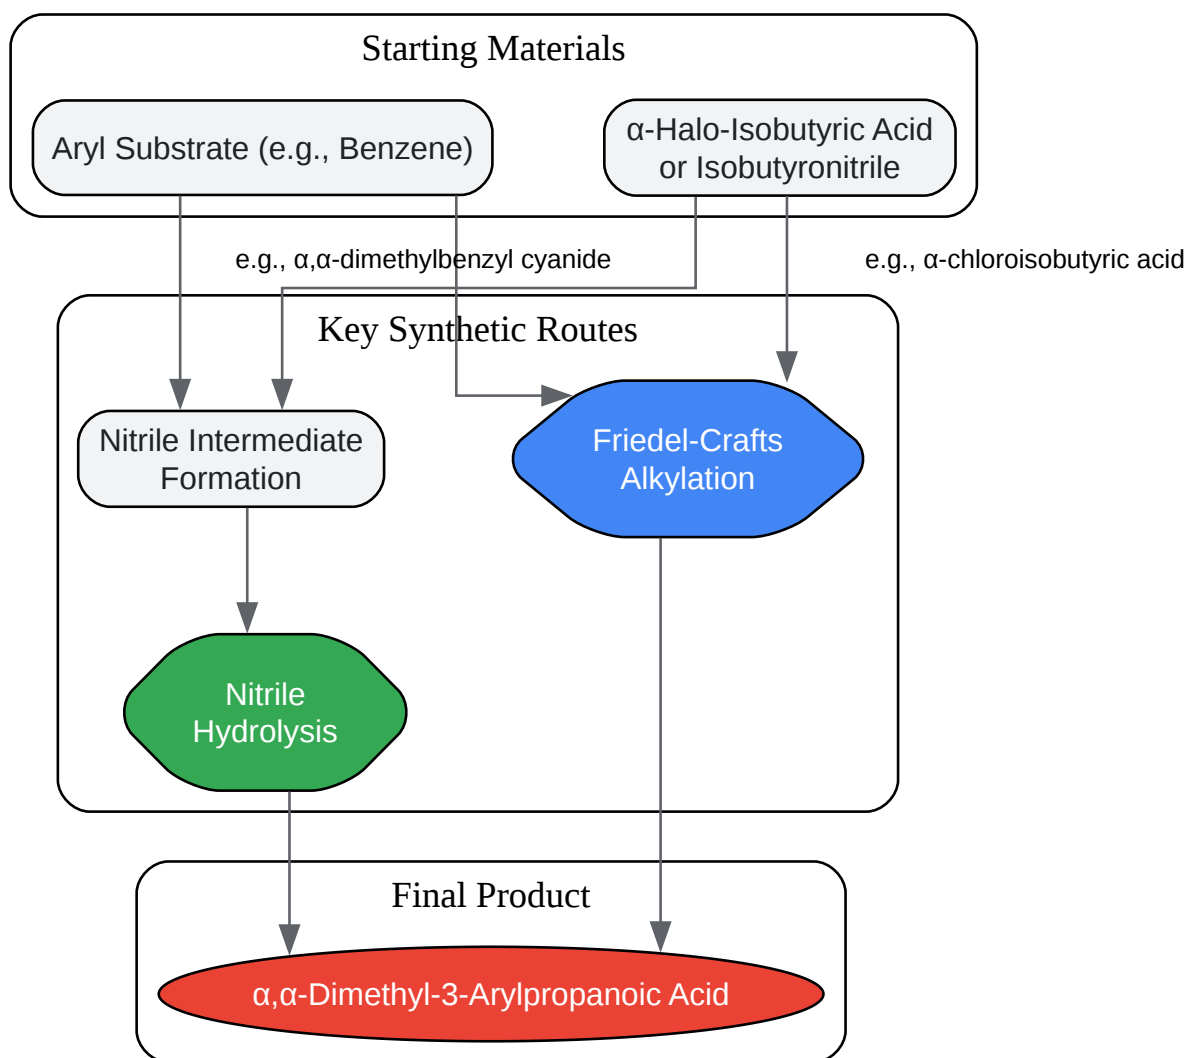 Starting Materials
Aryl Substrate (e.g., Benzene)
α-Halo-Isobutyric Acid
or Isobutyronitrile
e.g., α,α-dimethylbenzyl cyanide
e.g., α-chloroisobutyric acid
Key Synthetic Routes
Nitrile Intermediate
Formation
Friedel-Crafts
Alkylation
Nitrile
Hydrolysis
Final Product
α,α-Dimethyl-3-Arylpropanoic Acid